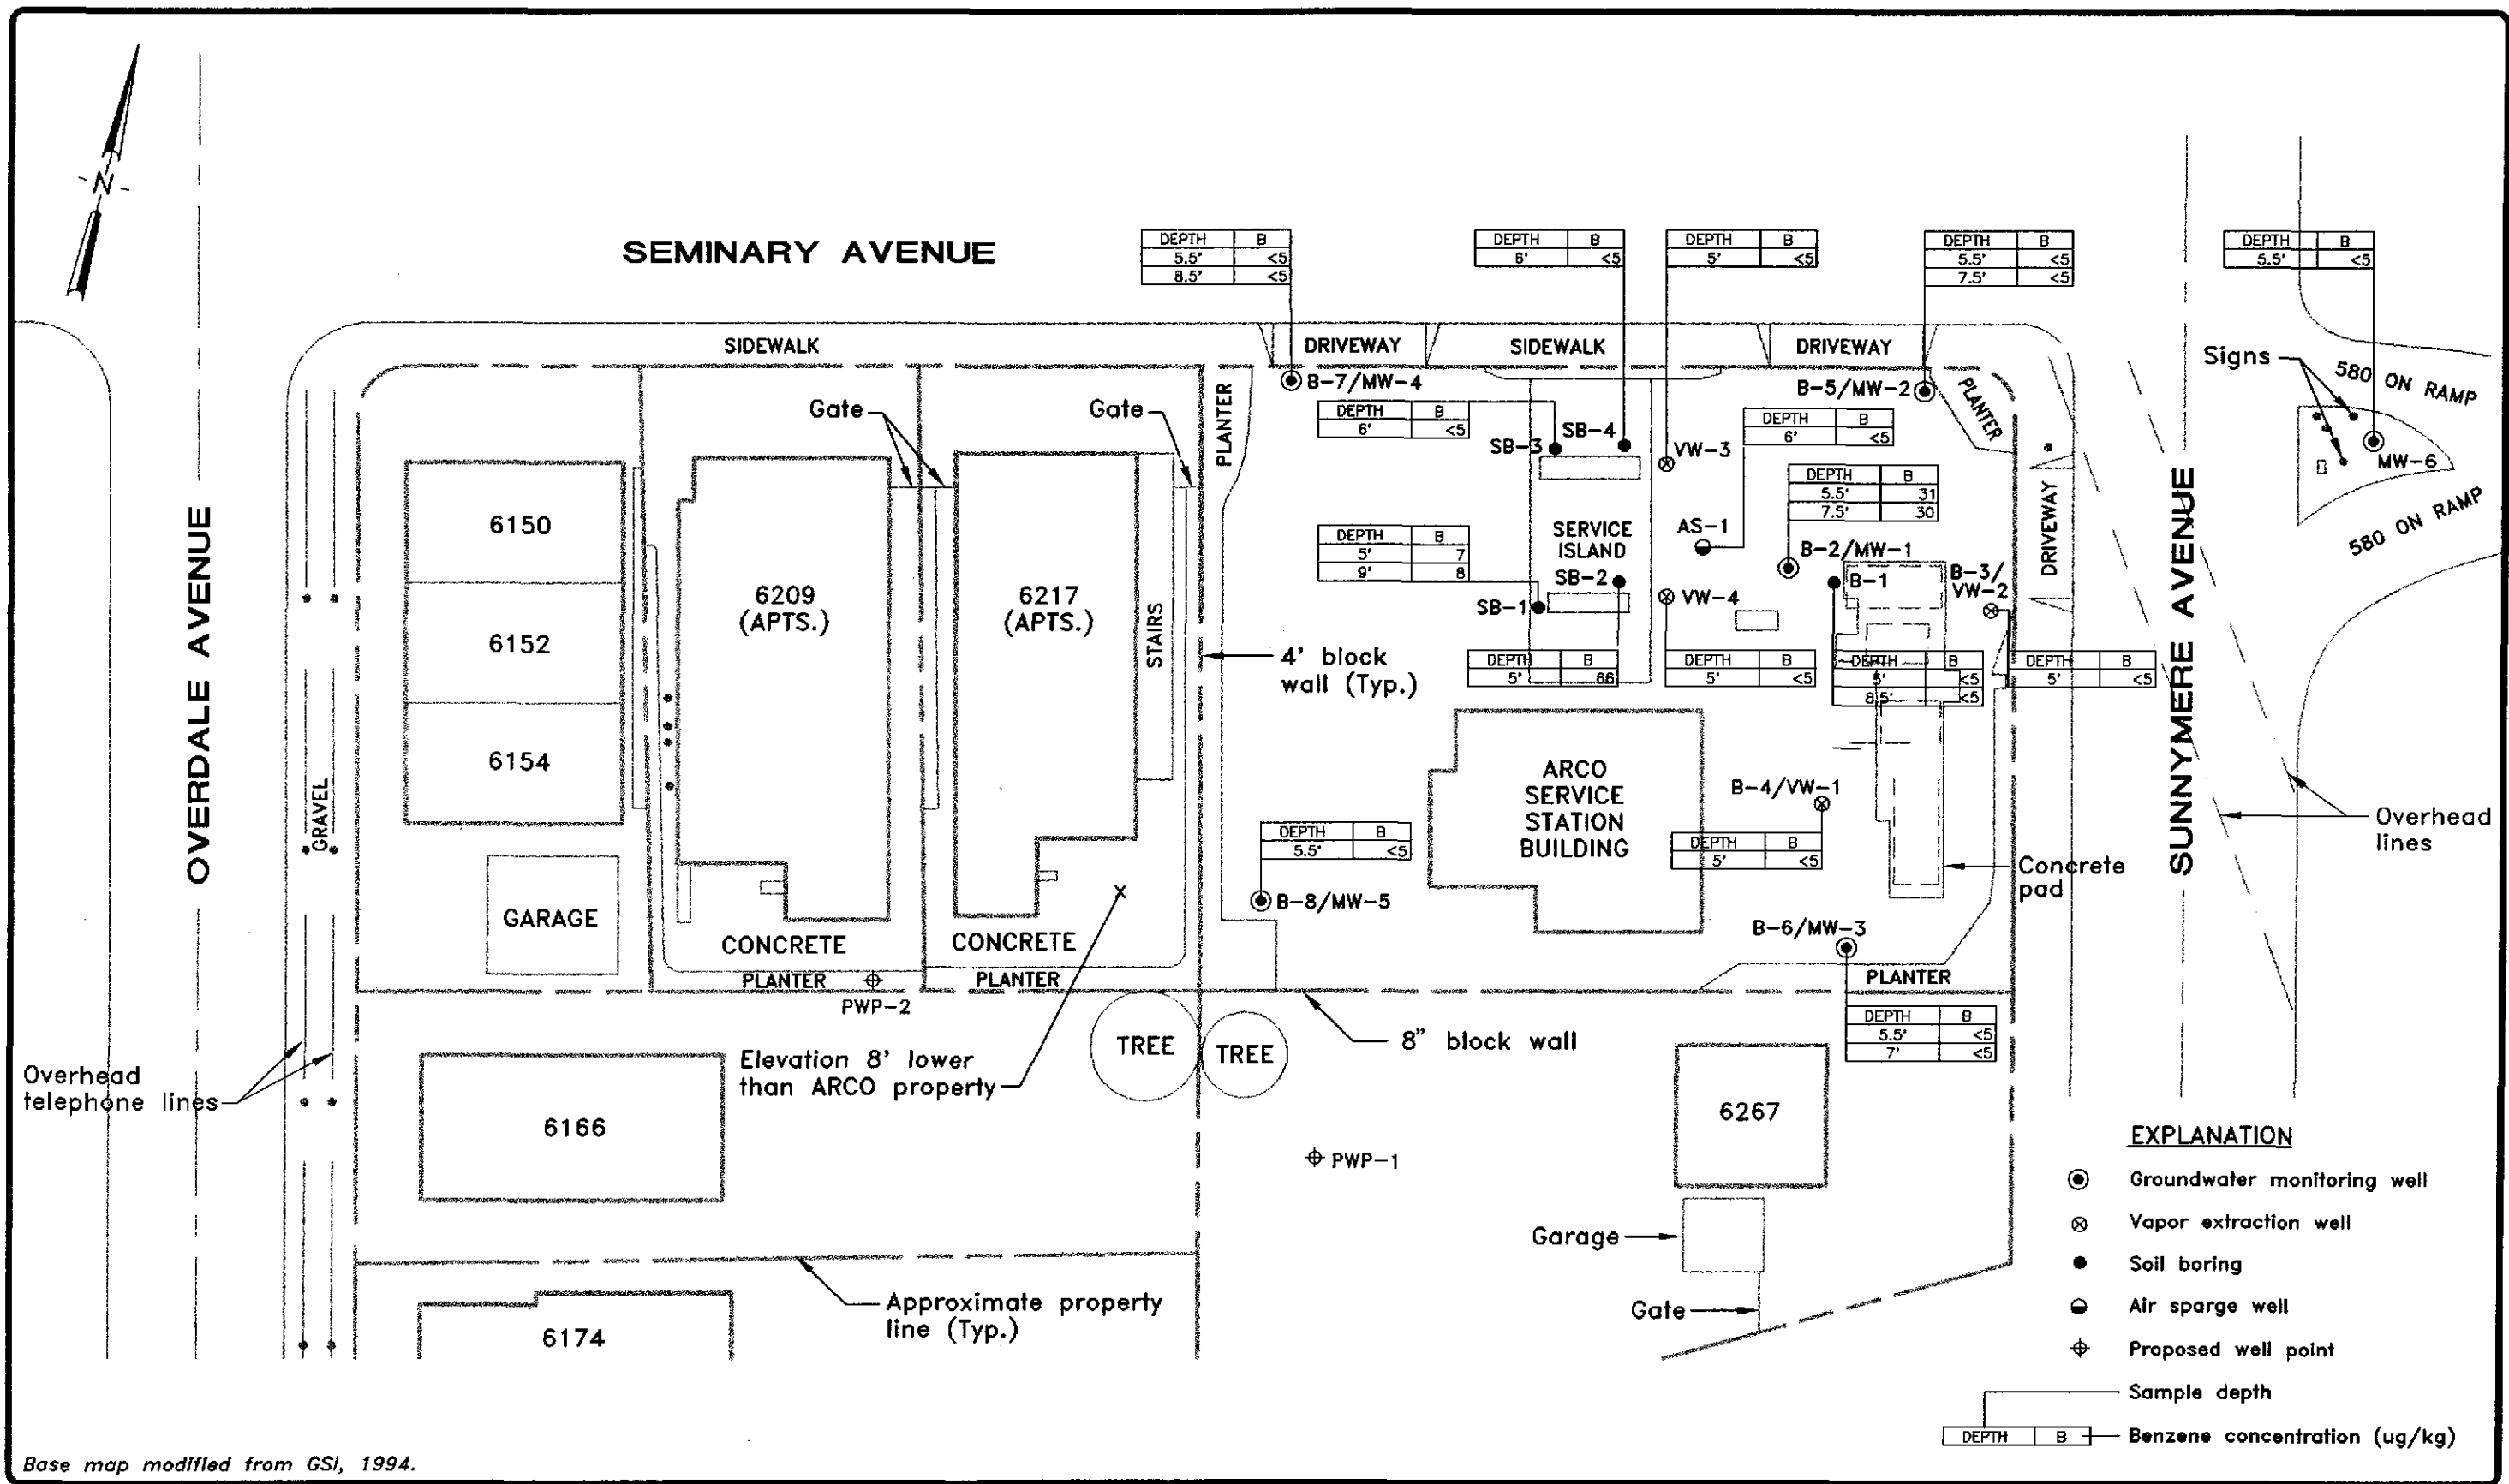 N
SEMINARY AVENUE
DEPTH B
5.5' <5
8.5' <5
DEPTH B
6' <5
DEPTH B
5' <5
DEPTH B
5.5' <5
7.5' <5
DEPTH B
5.5' <5
SIDEWALK
DRIVEWAY
SIDEWALK
DRIVEWAY
Signs
580 ON RAMP
580 ON RAMP
MW-6
B-7/MW-4
B-5/MW-2
PLANTER
PLANTER
Gate
Gate
DEPTH B
6' <5
SB-3
SB-4
VW-3
DEPTH B
6' <5
DEPTH B
5.5' 31
7.5' 30
OVERDALE AVENUE
GRAVEL
6150
6152
6154
6209
(APTS.)
6217
(APTS.)
STAIRS
DEPTH B
5' 7
9' 8
SERVICE
ISLAND
AS-1
B-2/MW-1
SB-2
SB-1
VW-4
B-1
B-3/
VW-2
DRIVEWAY
SUNNYMERE AVENUE
4' block
wall (Typ.)
DEPTH B
5' 66
DEPTH B
5' <5
DEPTH B
5' <5
8.5' <5
DEPTH B
5' <5
ARCO
SERVICE
STATION
BUILDING
B-4/VW-1
DEPTH B
5' <5
DEPTH B
5.5' <5
B-8/MW-5
Overhead
lines
Concrete
pad
GARAGE
CONCRETE
CONCRETE
PLANTER
PLANTER
PWP-2
B-6/MW-3
PLANTER
DEPTH B
5.5' <5
7' <5
TREE
TREE
8" block wall
Elevation 8' lower
than ARCO property
Overhead
telephone lines
6166
6267
PWP-1
Garage
Gate
Approximate property
line (Typ.)
6174
EXPLANATION
Groundwater monitoring well
Vapor extraction well
Soil boring
Air sparge well
Proposed well point
Sample depth
DEPTH B
Benzene concentration (ug/kg)
Base map modified from GSI, 1994.